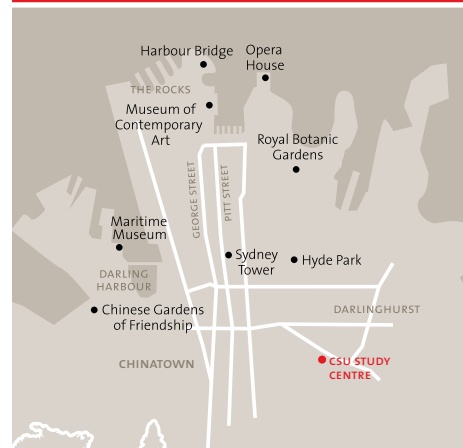 Harbour Bridge
Opera
House
THE ROCKS
Museum of
Contemporary
Art
Royal Botanic
Gardens
GEORGE STREET
PITT STREET
Maritime
Museum
Sydney
Tower
Hyde Park
DARLING
HARBOUR
Chinese Gardens
of Friendship
DARLINGHURST
CHINATOWN
CSU STUDY
CENTRE